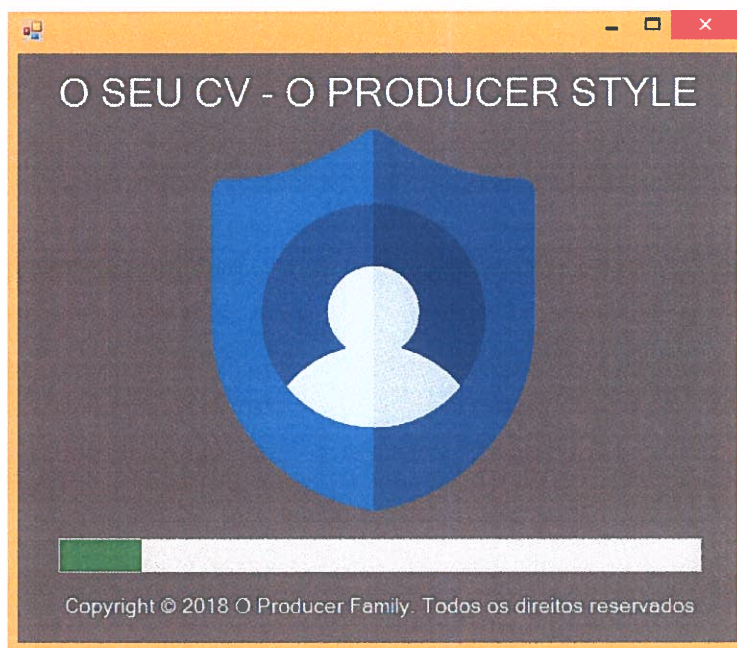 O SEU CV - O PRODUCER STYLE
Copyright © 2018 O Producer Family. Todos os direitos reservados